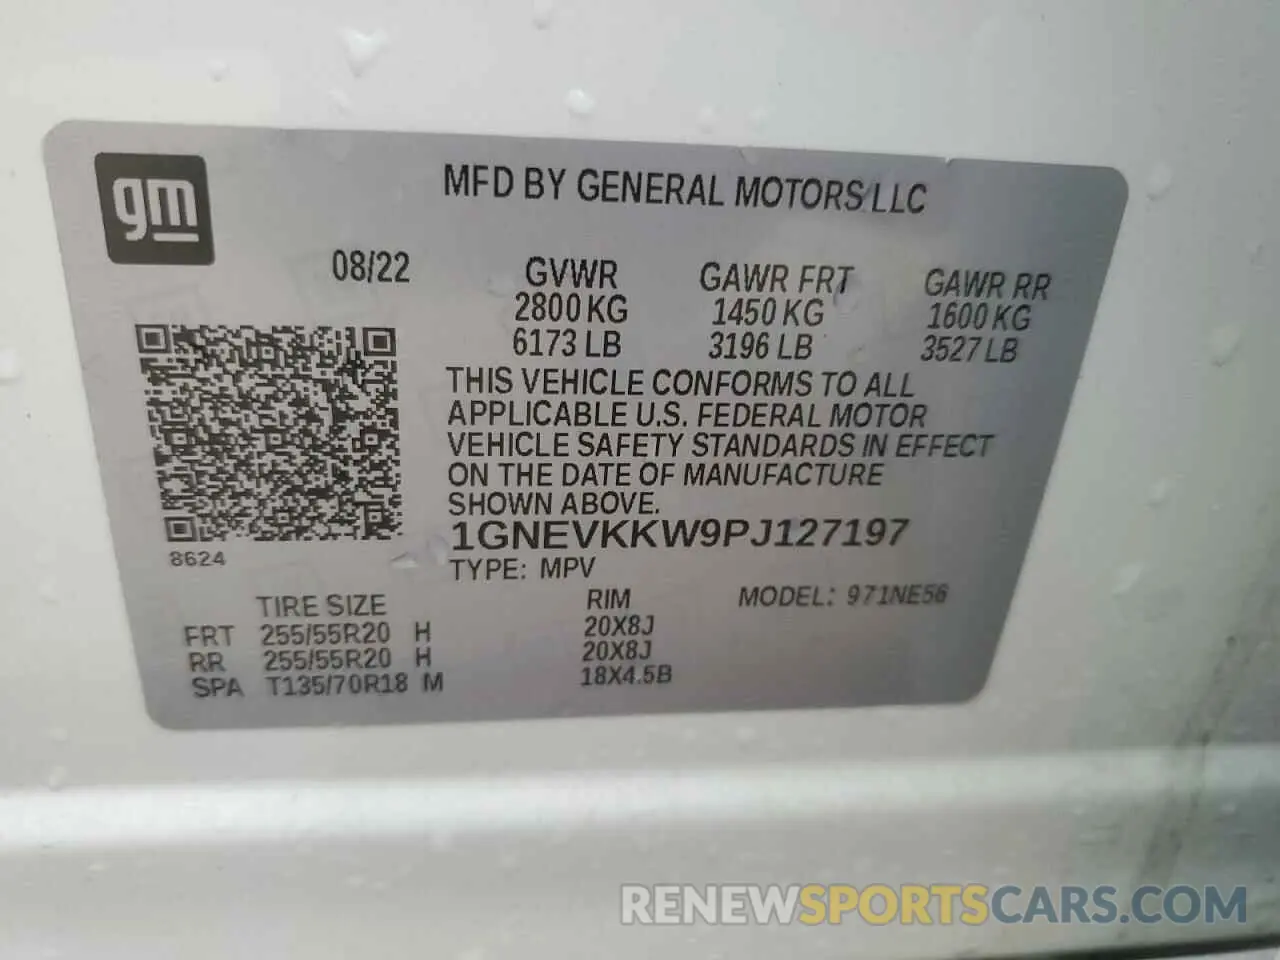 gm
MFD BY GENERAL MOTORS LLC
08/22
GVWR GAWR FRT GAWR RR
2800 KG 1450 KG 1600 KG
6173 LB 3196 LB 3527 LB
THIS VEHICLE CONFORMS TO ALL
APPLICABLE U.S. FEDERAL MOTOR
VEHICLE SAFETY STANDARDS IN EFFECT
ON THE DATE OF MANUFACTURE
SHOWN ABOVE.
1GNEVKKW9PJ127197
8624
TYPE: MPV
TIRE SIZE RIM MODEL: 971NE56
FRT 255/55R20 H 20X8J
RR 255/55R20 H 20X8J
SPA T135/70R18 M 18X4.5B
RENEWSPORTSCARS.COM